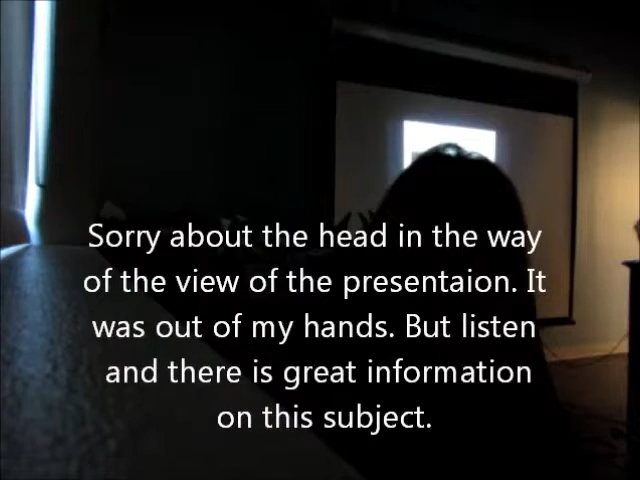 Sorry about the head in the way
of the view of the presentaion. It
was out of my hands. But listen
and there is great information
on this subject.